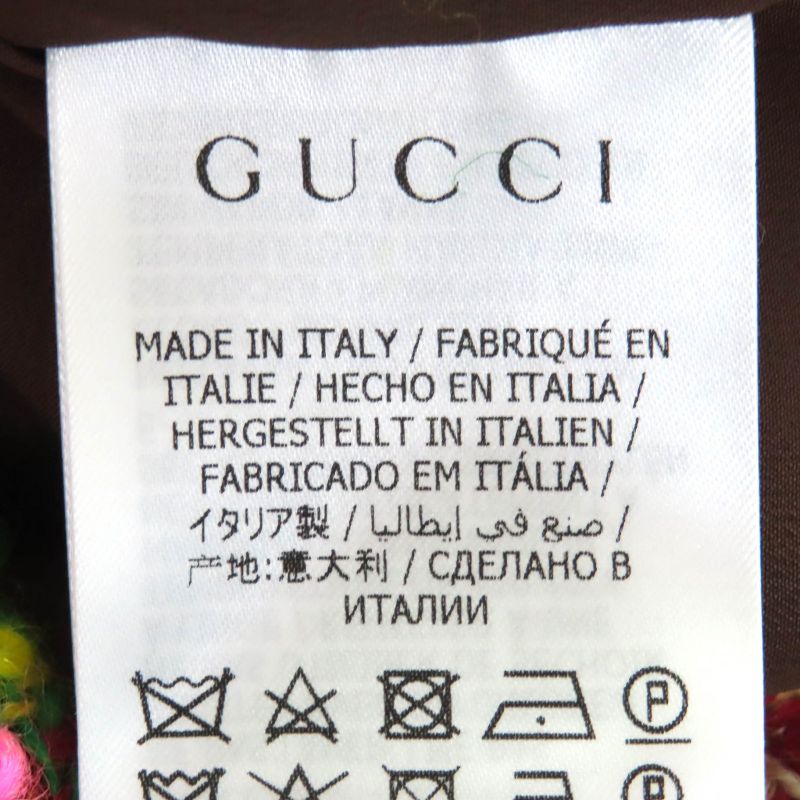 GUCCI
MADE IN ITALY / FABRIQUÉ EN
ITALIE / HECHO EN ITALIA /
HERGESTELLT IN ITALIEN /
FABRICADO EM ITÁLIA /
イタリア製 / صنع في إيطاليا /
产地:意大利 / СДЕЛАНО В
ИТАЛИИ
P
P